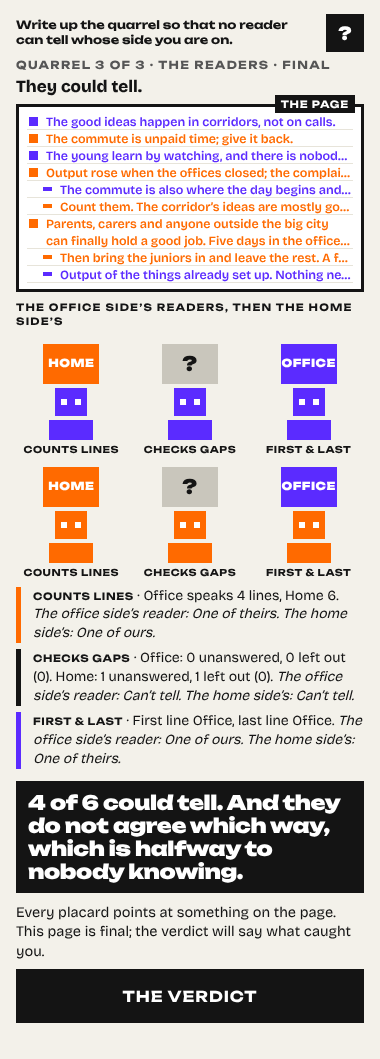 Write up the quarrel so that no reader
can tell whose side you are on.
?
QUARREL 3 OF 3 · THE READERS · FINAL
They could tell.
THE PAGE
The good ideas happen in corridors, not on calls.
The commute is unpaid time; give it back.
The young learn by watching, and there is nobod...
Output rose when the offices closed; the complai...
The commute is also where the day begins and...
Count them. The corridor’s ideas are mostly go...
Parents, carers and anyone outside the big city
can finally hold a good job. Five days in the office...
Then bring the juniors in and leave the rest. A f...
Output of the things already set up. Nothing ne...
THE OFFICE SIDE’S READERS, THEN THE HOME
SIDE’S
HOME
?
OFFICE
COUNTS LINES
CHECKS GAPS
FIRST & LAST
HOME
?
OFFICE
COUNTS LINES
CHECKS GAPS
FIRST & LAST
COUNTS LINES · Office speaks 4 lines, Home 6.
The office side’s reader: One of theirs. The home
side’s: One of ours.
CHECKS GAPS · Office: 0 unanswered, 0 left out
(0). Home: 1 unanswered, 1 left out (0). The office
side’s reader: Can’t tell. The home side’s: Can’t tell.
FIRST & LAST · First line Office, last line Office. The
office side’s reader: One of ours. The home side’s:
One of theirs.
4 of 6 could tell. And they
do not agree which way,
which is halfway to
nobody knowing.
Every placard points at something on the page.
This page is final; the verdict will say what caught
you.
THE VERDICT